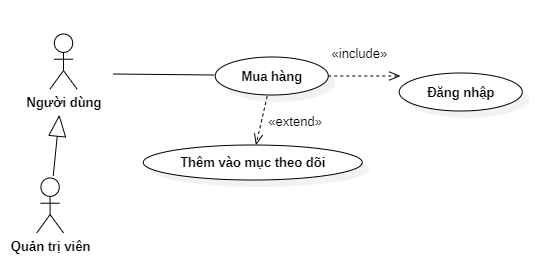 «include»
Mua hàng
Đăng nhập
Người dùng
«extend»
Thêm vào mục theo dõi
Quản trị viên